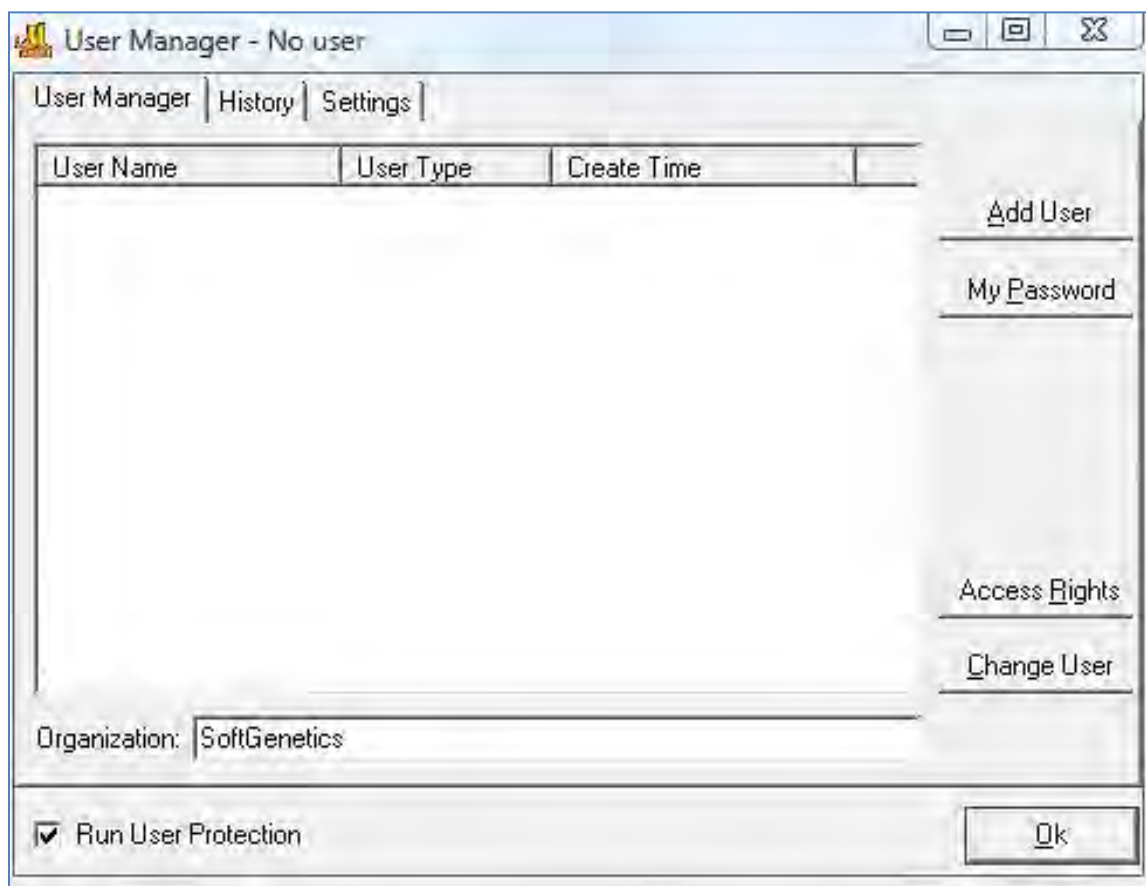 User Manager - No user
User Manager History Settings
User Name User Type Create Time
Add User
My Password
Access Rights
Change User
Organization: SoftGenetics
Run User Protection
Ok